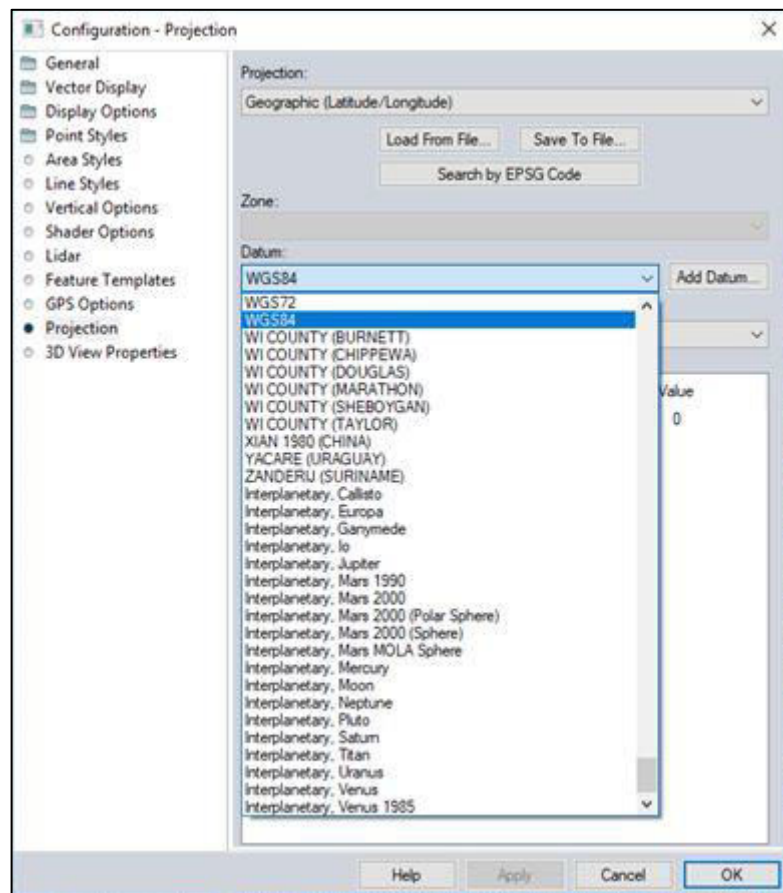 Configuration - Projection
General
Vector Display
Display Options
Point Styles
Area Styles
Line Styles
Vertical Options
Shader Options
Lidar
Feature Templates
GPS Options
Projection
3D View Properties
Projection:
Geographic (Latitude/Longitude)
Load From File... Save To File...
Search by EPSG Code
Zone:
Datum:
WGS84 Add Datum...
WGS72
WGS84
WI COUNTY (BURNETT)
WI COUNTY (CHIPPEWA)
WI COUNTY (DOUGLAS)
WI COUNTY (MARATHON)
WI COUNTY (SHEBOYGAN)
WI COUNTY (TAYLOR)
XIAN 1980 (CHINA)
YACARE (URAGUAY)
ZANDERIJ (SURINAME)
Interplanetary, Callisto
Interplanetary, Europa
Interplanetary, Ganymede
Interplanetary, Io
Interplanetary, Jupiter
Interplanetary, Mars 1990
Interplanetary, Mars 2000
Interplanetary, Mars 2000 (Polar Sphere)
Interplanetary, Mars 2000 (Sphere)
Interplanetary, Mars MOLA Sphere
Interplanetary, Mercury
Interplanetary, Moon
Interplanetary, Neptune
Interplanetary, Pluto
Interplanetary, Saturn
Interplanetary, Titan
Interplanetary, Uranus
Interplanetary, Venus
Interplanetary, Venus 1985
Value
0
Help Apply Cancel OK